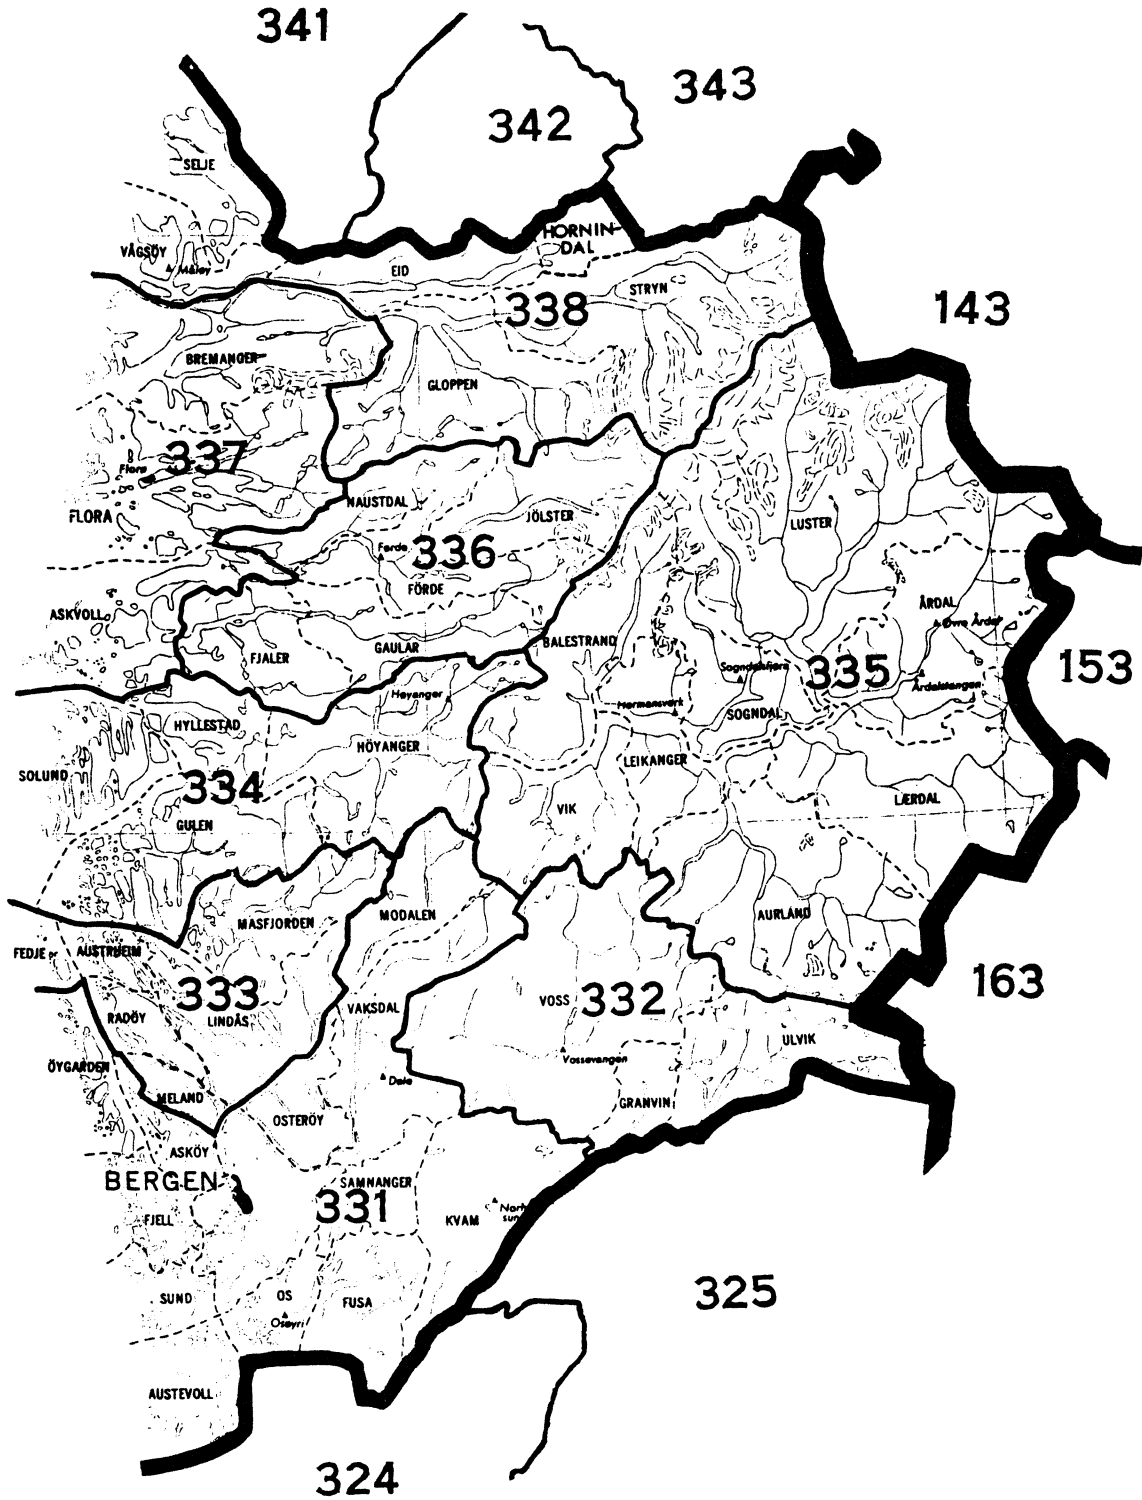 341
343
342
SELJE
HORNIN-
DAL
VÅGSÖY
Måløy
EID
STRYN
338
143
BREMANGER
GLOPPEN
337
Florø
NAUSTDAL
FLORA
JÖLSTER
LUSTER
Førde
336
FÖRDE
ASKVOLL
ÅRDAL
Øvre Årdal
BALESTRAND
GAULAR
FJALER
Sogndalsfjøra
335
153
Årdalstangen
Høyanger
Hermansverk
SOGNDAL
HYLLESTAD
HÖYANGER
LEIKANGER
SOLUND
334
LÆRDAL
VIK
GULEN
MODALEN
AURLAND
MASFJORDEN
FEDJE
AUSTRHEIM
163
333
VOSS
332
RADÖY
LINDÅS
VAKSDAL
ULVIK
Vossevangen
ÖYGARDEN
Dale
MELAND
GRANVIN
OSTERÖY
ASKÖY
BERGEN
SAMNANGER
331
FJELL
KVAM
325
SUND
OS
FUSA
Osøyri
AUSTEVOLL
324